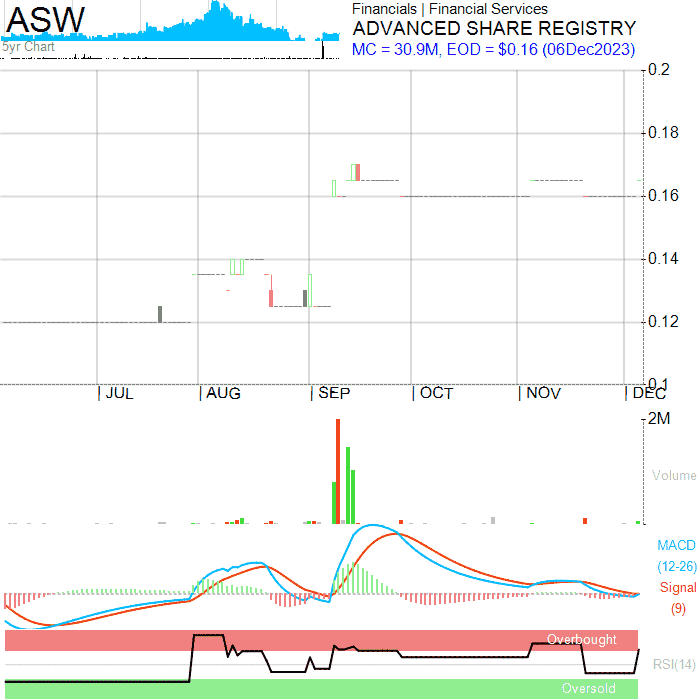 ASW
5yr Chart
Financials | Financial Services
ADVANCED SHARE REGISTRY
MC = 30.9M, EOD = $0.16 (06Dec2023)
0.2
0.18
0.16
0.14
0.12
0.1
| JUL | AUG | SEP | OCT | NOV | DEC
2M
Volume
MACD
(12-26)
Signal
(9)
Overbought
RSI(14)
Oversold